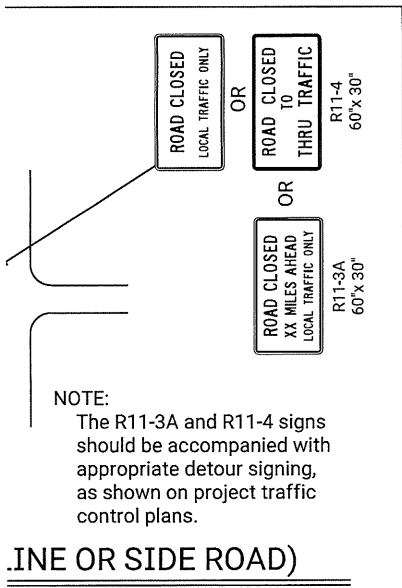 ROAD CLOSED
LOCAL TRAFFIC ONLY
OR
ROAD CLOSED
TO
THRU TRAFFIC
R11-4
60"x 30"
OR
ROAD CLOSED
XX MILES AHEAD
LOCAL TRAFFIC ONLY
R11-3A
60"x 30"
NOTE:
The R11-3A and R11-4 signs
should be accompanied with
appropriate detour signing,
as shown on project traffic
control plans.
.INE OR SIDE ROAD)